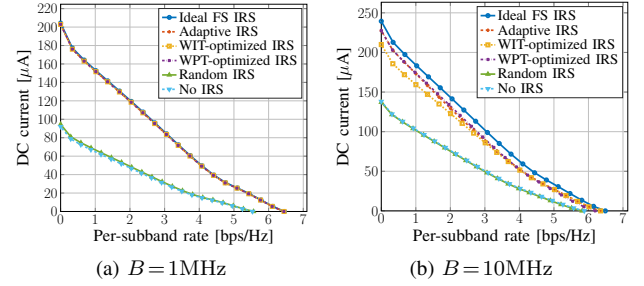 220
200
180
160
140
120
100
80
60
40
20
0
DC current [μA]
Ideal FS IRS
Adaptive IRS
WIT-optimized IRS
WPT-optimized IRS
Random IRS
No IRS
0 1 2 3 4 5 6 7
Per-subband rate [bps/Hz]
(a) B = 1MHz
250
200
150
100
50
0
DC current [μA]
Ideal FS IRS
Adaptive IRS
WIT-optimized IRS
WPT-optimized IRS
Random IRS
No IRS
0 1 2 3 4 5 6 7
Per-subband rate [bps/Hz]
(b) B = 10MHz